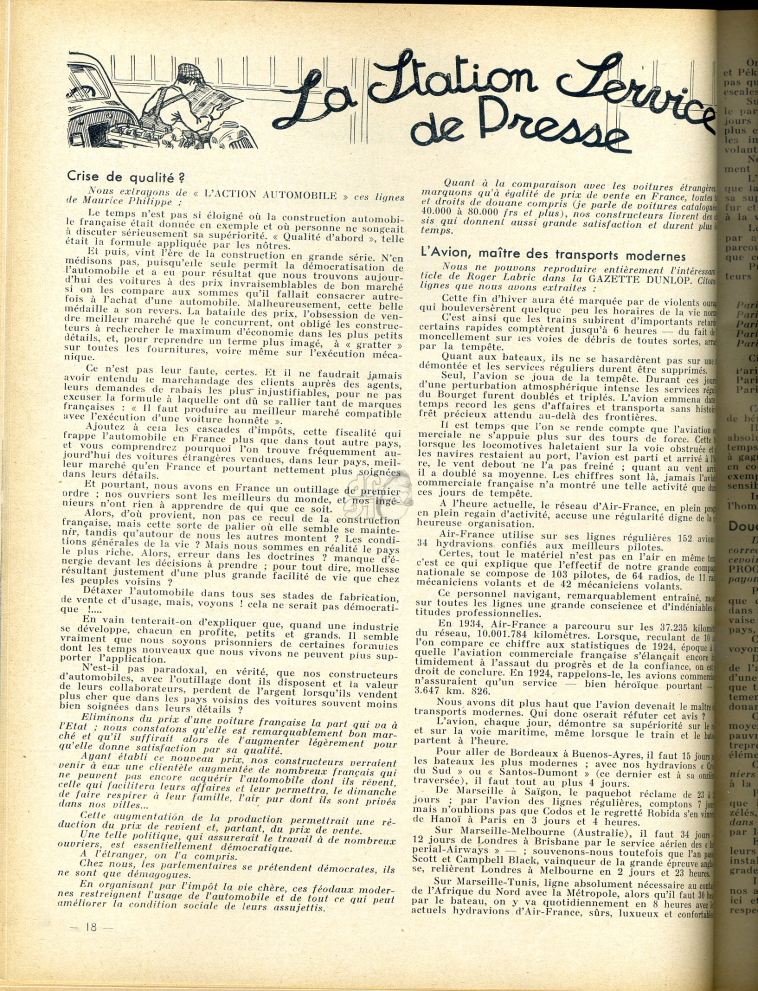 La Station Service
de Presse
Crise de qualité ?
Nous extrayons de « L'ACTION AUTOMOBILE » ces lignes
de Maurice Philippe :
Le temps n'est pas si éloigné où la construction automobi-
le française était donnée en exemple et où personne ne songeait
à discuter sérieusement sa supériorité. « Qualité d'abord », telle
était la formule appliquée par les nôtres.
Et puis, vint l'ère de la construction en grande série. N'en
médisons pas, puisqu'elle seule permit la démocratisation de
l'automobile et a eu pour résultat que nous trouvons aujour-
d'hui des voitures à des prix invraisemblables de bon marché
si on les compare aux sommes qu'il fallait consacrer autre-
fois à l'achat d'une automobile. Malheureusement, cette belle
médaille a son revers. La bataille des prix, l'obsession de ven-
dre meilleur marché que le concurrent, ont obligé les construc-
teurs à rechercher le maximum d'économie dans les plus petits
détails, et, pour reprendre un terme plus imagé, à « gratter »
sur toutes les fournitures, voire même sur l'exécution méca-
nique.
Ce n'est pas leur faute, certes. Et il ne faudrait jamais
avoir entendu le marchandage des clients auprès des agents,
leurs demandes de rabais les plus injustifiables, pour ne pas
excuser la formule à laquelle ont dû se rallier tant de marques
françaises : « Il faut produire au meilleur marché compatible
avec l'exécution d'une voiture honnête ».
Ajoutez à cela les cascades d'impôts, cette fiscalité qui
frappe l'automobile en France plus que dans tout autre pays,
et vous comprendrez pourquoi l'on trouve fréquemment au-
jourd'hui des voitures étrangères vendues, dans leur pays, meil-
leur marché qu'en France et pourtant nettement plus soignées
dans leurs détails.
Et pourtant, nous avons en France un outillage de premier
ordre ; nos ouvriers sont les meilleurs du monde, et nos ingé
nieurs n'ont rien à apprendre de qui que ce soit.
Alors, d'où provient, non pas ce recul de la construction
française, mais cette sorte de palier où elle semble se mainte-
nir, tandis qu'autour de nous les autres montent ? Les condi-
tions générales de la vie ? Mais nous sommes en réalité le pays
le plus riche. Alors, erreur dans les doctrines ? manque d'é-
nergie devant les décisions à prendre ; pour tout dire, mollesse
résultant justement d'une plus grande facilité de vie que chez
les peuples voisins ?
Détaxer l'automobile dans tous ses stades de fabrication,
de vente et d'usage, mais, voyons ! cela ne serait pas démocrati-
que !....
En vain tenterait-on d'expliquer que, quand une industrie
se développe, chacun en profite, petits et grands. Il semble
vraiment que nous soyons prisonniers de certaines formules
dont les temps nouveaux que nous vivons ne peuvent plus sup-
porter l'application.
N'est-il pas paradoxal, en vérité, que nos constructeurs
d'automobiles, avec l'outillage dont ils disposent et la valeur
de leurs collaborateurs, perdent de l'argent lorsqu'ils vendent
plus cher que dans les pays voisins des voitures souvent moins
bien soignées dans leurs détails ?
Eliminons du prix d'une voiture française la part qui va à
l'Etat ; nous constatons qu'elle est remarquablement bon mar-
ché et qu'il suffirait alors de l'augmenter légèrement pour
qu'elle donne satisfaction par sa qualité.
Ayant établi ce nouveau prix, nos constructeurs verraient
venir à eux une clientèle augmentée de nombreux français qui
ne peuvent pas encore acquérir l'automobile dont ils rêvent,
celle qui facilitera leurs affaires et leur permettra, le dimanche
de faire respirer à leur famille, l'air pur dont ils sont privés
dans nos villes...
Cette augmentation de la production permettrait une ré-
duction du prix de revient et, partant, du prix de vente.
Une telle politique, qui assurerait le travail à de nombreux
ouvriers, est essentiellement démocratique.
A l'étranger, on l'a compris.
Chez nous, les parlementaires se prétendent démocrates, ils
ne sont que démagogues.
En organisant par l'impôt la vie chère, ces féodaux moder-
nes restreignent l'usage de l'automobile et de tout ce qui peut
améliorer la condition sociale de leurs assujettis.
— 18 —
Quant à la comparaison avec les voitures étrangères,
marquons qu'à égalité de prix de vente en France, toutes
et droits de douane compris (je parle de voitures catalogu
40.000 à 80.000 frs et plus), nos constructeurs livrent des
sis qui donnent aussi grande satisfaction et durent plus
temps.
L'Avion, maître des transports modernes
Nous ne pouvons reproduire entièrement l'intéressan
ticle de Roger Labric dans la GAZETTE DUNLOP. Citon
lignes que nous avons extraites :
Cette fin d'hiver aura été marquée par de violents oura
qui bouleversèrent quelque peu les horaires de la vie norm
C'est ainsi que les trains subirent d'importants retard
certains rapides comptèrent jusqu'à 6 heures — du fait d
moncellement sur les voies de débris de toutes sortes, arra
par la tempête.
Quant aux bateaux, ils ne se hasardèrent pas sur une
démontée et les services réguliers durent être supprimés.
Seul, l'avion se joua de la tempête. Durant ces jour
d'une perturbation atmosphérique intense les services régu
du Bourget furent doublés et triplés. L'avion emmena dans
temps record les gens d'affaires et transporta sans histoi
frêt précieux attendu au-delà des frontières.
Il est temps que l'on se rende compte que l'aviation
merciale ne s'appuie plus sur des tours de force. Cette
lorsque les locomotives haletaient sur la voie obstruée et
les navires restaient au port, l'avion est parti et arrivé à l'h
re, le vent debout ne l'a pas freiné ; quant au vent arri
il a doublé sa moyenne. Les chiffres sont là, jamais l'avia
commerciale française n'a montré une telle activité que du
ces jours de tempête.
A l'heure actuelle, le réseau d'Air-France, en plein prog
en plein regain d'activité, accuse une régularité digne de la
heureuse organisation.
Air-France utilise sur ses lignes régulières 152 avion
34 hydravions confiés aux meilleurs pilotes.
Certes, tout le matériel n'est pas en l'air en même tem
c'est ce qui explique que l'effectif de notre grande compag
nationale se compose de 103 pilotes, de 64 radios, de 11 ra
mécaniciens volants et de 42 mécaniciens volants.
Ce personnel navigant, remarquablement entraîné, mo
sur toutes les lignes une grande conscience et d'indéniables
titudes professionnelles.
En 1934, Air-France a parcouru sur les 37.235 kilom
du réseau, 10.001.784 kilomètres. Lorsque, reculant de 10 a
l'on compare ce chiffre aux statistiques de 1924, époque à
quelle l'aviation commerciale française s'élançait encore
timidement à l'assaut du progrès et de la confiance, on e
droit de conclure. En 1924, rappelons-le, les avions commer
n'assuraient qu'un service — bien héroïque pourtant —
3.647 km. 826.
Nous avons dit plus haut que l'avion devenait le maître
transports modernes. Qui donc oserait réfuter cet avis ?
L'avion, chaque jour, démontre sa supériorité sur le
et sur la voie maritime, même lorsque le train et le bate
partent à l'heure.
Pour aller de Bordeaux à Buenos-Ayres, il faut 15 jours
les bateaux les plus modernes ; avec nos hydravions « C
du Sud » ou « Santos-Dumont » (ce dernier est à sa onziè
traversée), il faut tout au plus 4 jours.
De Marseille à Saïgon, le paquebot réclame de 23 à
jours ; par l'avion des lignes régulières, comptons 7 jou
mais n'oublions pas que Codos et le regretté Robida s'en vin
de Hanoï à Paris en 3 jours et 4 heures.
Sur Marseille-Melbourne (Australie), il faut 34 jours
12 jours de Londres à Brisbane par le service aérien des «
perial-Airways » — ; souvenons-nous toutefois que l'an pas
Scott et Campbell Black, vainqueur de la grande épreuve angl
se, relièrent Londres à Melbourne en 2 jours et 23 heures.
Sur Marseille-Tunis, ligne absolument nécessaire au cont
de l'Afrique du Nord avec la Métropole, alors qu'il faut 30 heu
par le bateau, on y va quotidiennement en 8 heures avec
actuels hydravions d'Air-France, sûrs, luxueux et confortable